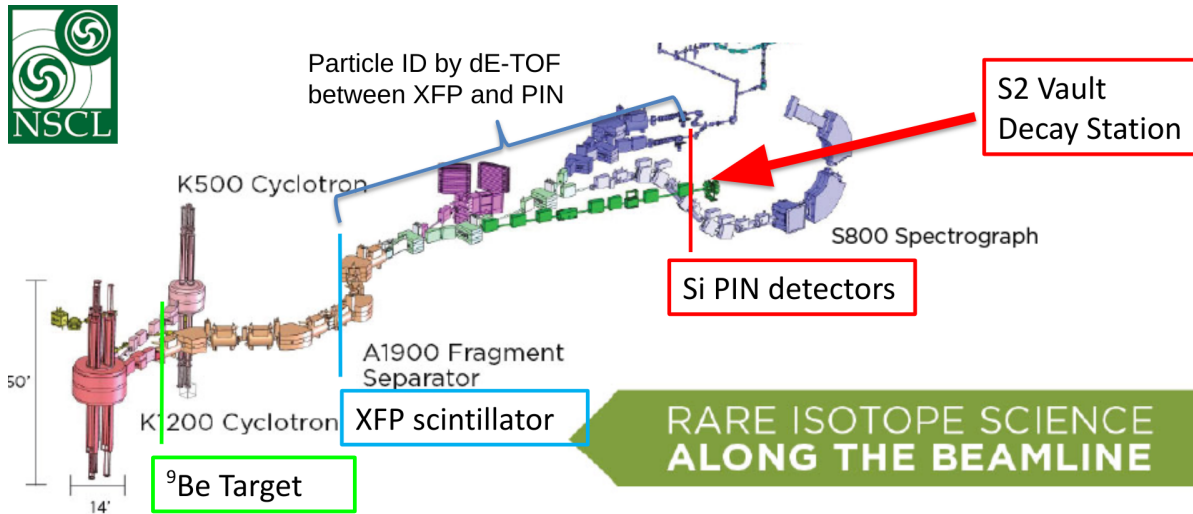 NSCL
Particle ID by dE-TOF
between XFP and PIN
S2 Vault
Decay Station
K500 Cyclotron
S800 Spectrograph
Si PIN detectors
A1900 Fragment
Separator
50'
XFP scintillator
K1200 Cyclotron
RARE ISOTOPE SCIENCE
ALONG THE BEAMLINE
⁹Be Target
14'